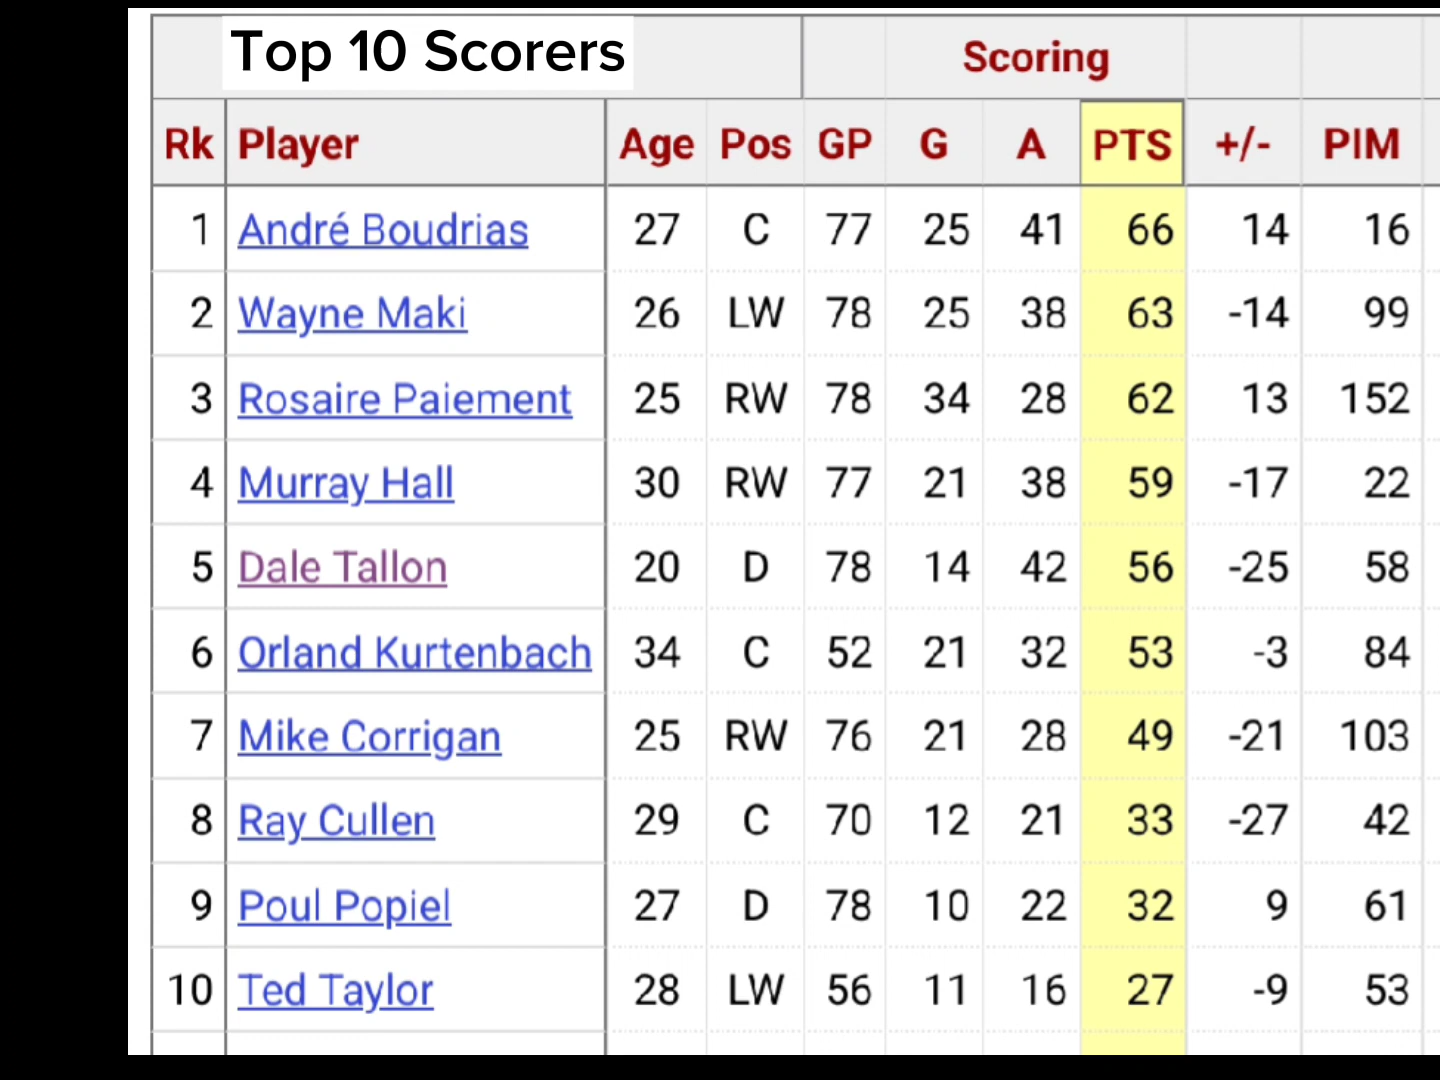 Top 10 Scorers Scoring
Rk Player Age Pos GP G A PTS +/- PIM
1 André Boudrias 27 C 77 25 41 66 14 16
2 Wayne Maki 26 LW 78 25 38 63 -14 99
3 Rosaire Paiement 25 RW 78 34 28 62 13 152
4 Murray Hall 30 RW 77 21 38 59 -17 22
5 Dale Tallon 20 D 78 14 42 56 -25 58
6 Orland Kurtenbach 34 C 52 21 32 53 -3 84
7 Mike Corrigan 25 RW 76 21 28 49 -21 103
8 Ray Cullen 29 C 70 12 21 33 -27 42
9 Poul Popiel 27 D 78 10 22 32 9 61
10 Ted Taylor 28 LW 56 11 16 27 -9 53